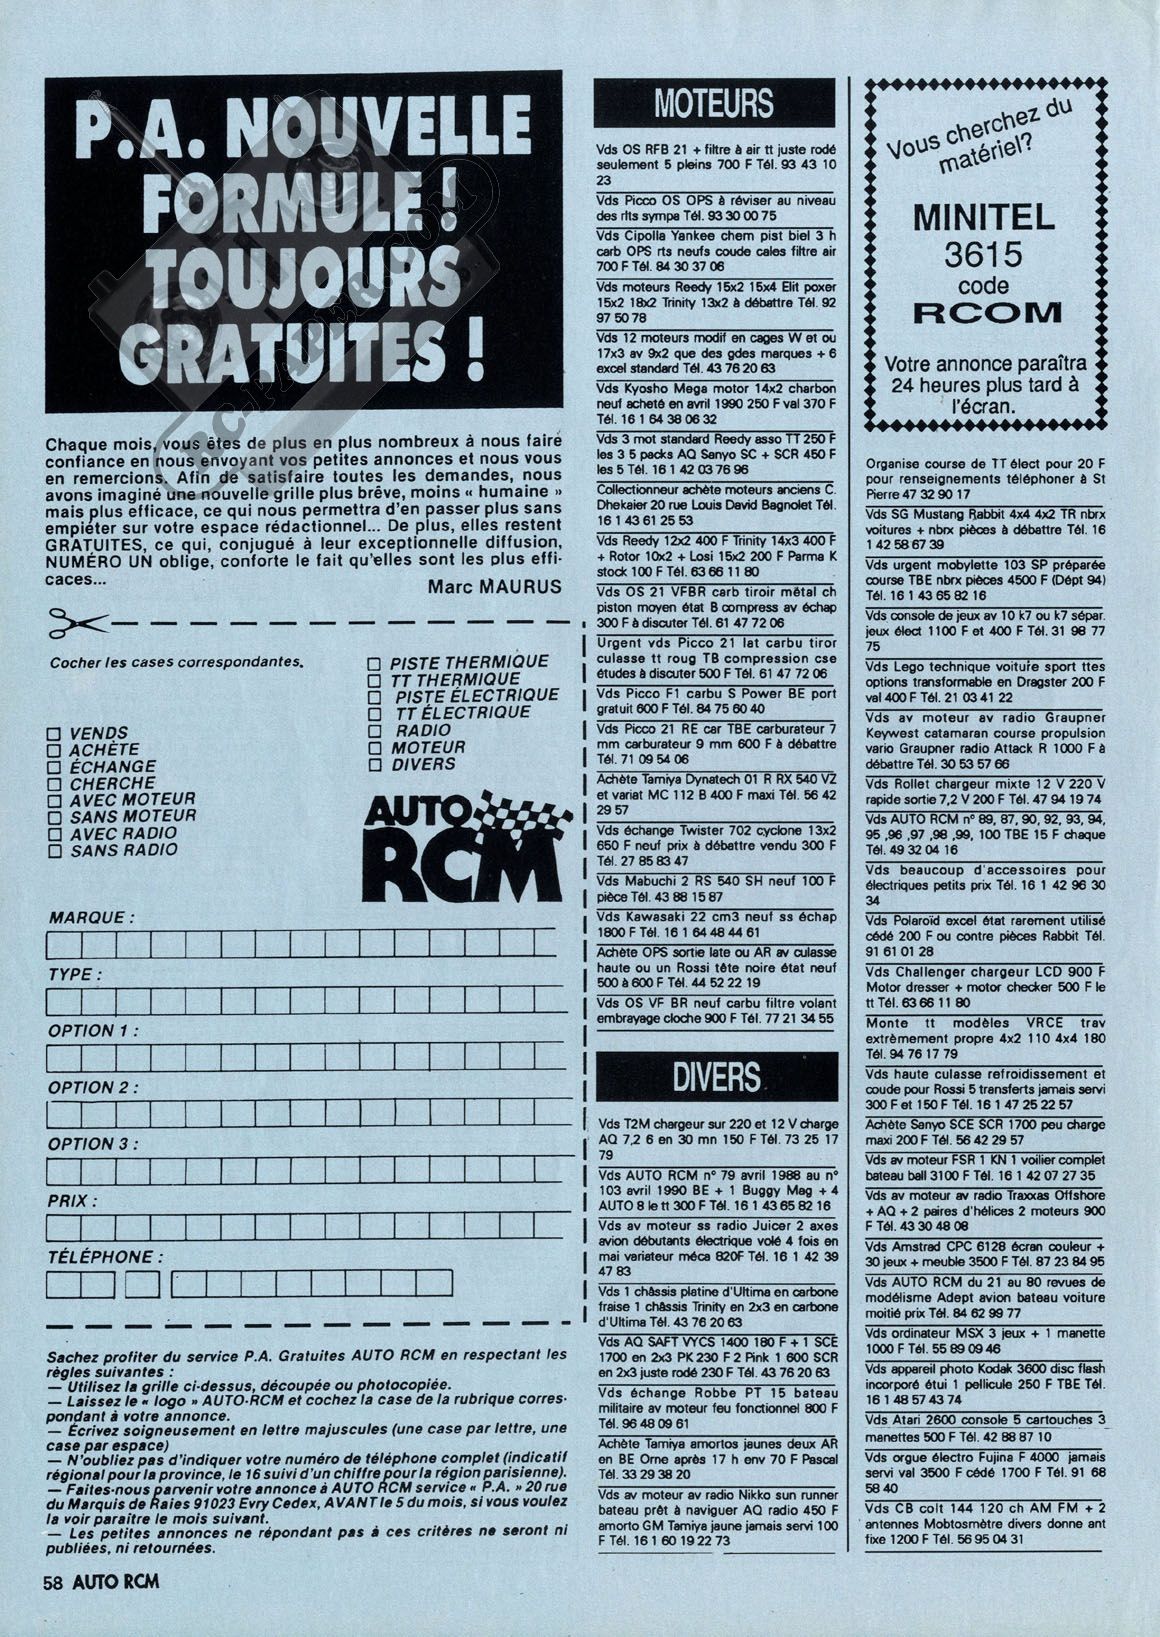 P.A. NOUVELLE
FORMULE !
TOUJOURS
GRATUITES !
RC-PAPER.COM
Chaque mois, vous êtes de plus en plus nombreux à nous faire
confiance en nous envoyant vos petites annonces et nous vous
en remercions. Afin de satisfaire toutes les demandes, nous
avons imaginé une nouvelle grille plus brêve, moins « humaine »
mais plus efficace, ce qui nous permettra d'en passer plus sans
empiéter sur votre espace rédactionnel... De plus, elles restent
GRATUITES, ce qui, conjugué à leur exceptionnelle diffusion,
NUMÉRO UN oblige, conforte le fait qu'elles sont les plus effi-
caces...
Marc MAURUS
Cocher les cases correspondantes.
PISTE THERMIQUE
TT THERMIQUE
PISTE ÉLECTRIQUE
TT ÉLECTRIQUE
RADIO
MOTEUR
DIVERS
VENDS
ACHÈTE
ÉCHANGE
CHERCHE
AVEC MOTEUR
SANS MOTEUR
AVEC RADIO
SANS RADIO
AUTO
RCM
MARQUE :
TYPE :
OPTION 1 :
OPTION 2 :
OPTION 3 :
PRIX :
TÉLÉPHONE :
Sachez profiter du service P.A. Gratuites AUTO RCM en respectant les
règles suivantes :
— Utilisez la grille ci-dessus, découpée ou photocopiée.
— Laissez le « logo » AUTO-RCM et cochez la case de la rubrique corres-
pondant à votre annonce.
— Écrivez soigneusement en lettre majuscules (une case par lettre, une
case par espace)
— N'oubliez pas d'indiquer votre numéro de téléphone complet (indicatif
régional pour la province, le 16 suivi d'un chiffre pour la région parisienne).
— Faites-nous parvenir votre annonce à AUTO RCM service « P.A. » 20 rue
du Marquis de Raies 91023 Evry Cedex, AVANT le 5 du mois, si vous voulez
la voir paraître le mois suivant.
— Les petites annonces ne répondant pas à ces critères ne seront ni
publiées, ni retournées.
58 AUTO RCM
MOTEURS
Vds OS RFB 21 + filtre à air tt juste rodé
seulement 5 pleins 700 F Tél. 93 43 10
23
Vds Picco OS OPS à réviser au niveau
des rlts sympa Tél. 93 30 00 75
Vds Cipolla Yankee chem pist biel 3 h
carb OPS rts neufs coude cales filtre air
700 F Tél. 84 30 37 06
Vds moteurs Reedy 15x2 15x4 Elit poxer
15x2 18x2 Trinity 13x2 à débattre Tél. 92
97 50 78
Vds 12 moteurs modif en cages W et ou
17x3 av 9x2 que des gdes marques + 6
excel standard Tél. 43 76 20 63
Vds Kyosho Mega motor 14x2 charbon
neuf acheté en avril 1990 250 F val 370 F
Tél. 16 1 64 38 06 32
Vds 3 mot standard Reedy asso TT 250 F
les 3 5 packs AQ Sanyo SC + SCR 450 F
les 5 Tél. 16 1 42 03 76 96
Collectionneur achète moteurs anciens C.
Dhekaier 20 rue Louis David Bagnolet Tél.
16 1 43 61 25 53
Vds Reedy 12x2 400 F Trinity 14x3 400 F
+ Rotor 10x2 + Losi 15x2 200 F Parma K
stock 100 F Tél. 63 66 11 80
Vds OS 21 VFBR carb tiroir métal ch
piston moyen état B compress av échap
300 F à discuter Tél. 61 47 72 06
Urgent vds Picco 21 lat carbu tiror
culasse tt roug TB compression cse
études à discuter 500 F Tél. 61 47 72 06
Vds Picco F1 carbu S Power BE port
gratuit 600 F Tél. 84 75 60 40
Vds Picco 21 RE car TBE carburateur 7
mm carburateur 9 mm 600 F à débattre
Tél. 71 09 54 06
Achète Tamiya Dynatech 01 R RX 540 VZ
et variat MC 112 B 400 F maxi Tél. 56 42
29 57
Vds échange Twister 702 cyclone 13x2
650 F neuf prix à débattre vendu 300 F
Tél. 27 85 83 47
Vds Mabuchi 2 RS 540 SH neuf 100 F
pièce Tél. 43 88 15 87
Vds Kawasaki 22 cm3 neuf ss échap
1800 F Tél. 16 1 64 48 44 61
Achète OPS sortie late ou AR av culasse
haute ou un Rossi tête noire état neuf
500 à 600 F Tél. 44 52 22 19
Vds OS VF BR neuf carbu filtre volant
embrayage cloche 900 F Tél. 77 21 34 55
DIVERS
Vds T2M chargeur sur 220 et 12 V charge
AQ 7,2 6 en 30 mn 150 F Tél. 73 25 17
79
Vds AUTO RCM n° 79 avril 1988 au n°
103 avril 1990 BE + 1 Buggy Mag + 4
AUTO 8 le tt 300 F Tél. 16 1 43 65 82 16
Vds av moteur ss radio Juicer 2 axes
avion débutants électrique volé 4 fois en
mai variateur méca 820F Tél. 16 1 42 39
47 83
Vds 1 châssis platine d'Ultima en carbone
fraise 1 châssis Trinity en 2x3 en carbone
d'Ultima Tél. 43 76 20 63
Vds AQ SAFT VYCS 1400 180 F + 1 SCE
1700 en 2x3 PK 230 F 2 Pink 1 600 SCR
en 2x3 juste rodé 230 F Tél. 43 76 20 63
Vds échange Robbe PT 15 bateau
militaire av moteur feu fonctionnel 800 F
Tél. 96 48 09 61
Achète Tamiya amortos jaunes deux AR
en BE Orne après 17 h env 70 F Pascal
Tél. 33 29 38 20
Vds av moteur av radio Nikko sun runner
bateau prêt à naviguer AQ radio 450 F
amorto GM Tamiya jaune jamais servi 100
F Tél. 16 1 60 19 22 73
Vous cherchez du
matériel?
MINITEL
3615
code
RCOM
Votre annonce paraîtra
24 heures plus tard à
l'écran.
Organise course de TT élect pour 20 F
pour renseignements téléphoner à St
Pierre 47 32 90 17
Vds SG Mustang Rabbit 4x4 4x2 TR nbrx
voitures + nbrx pièces à débattre Tél. 16
1 42 58 67 39
Vds urgent mobylette 103 SP préparée
course TBE nbrx pièces 4500 F (Dépt 94)
Tél. 16 1 43 65 82 16
Vds console de jeux av 10 k7 ou k7 sépar.
jeux élect 1100 F et 400 F Tél. 31 98 77
75
Vds Lego technique voiture sport ttes
options transformable en Dragster 200 F
val 400 F Tél. 21 03 41 22
Vds av moteur av radio Graupner
Keywest catamaran course propulsion
vario Graupner radio Attack R 1000 F à
débattre Tél. 30 53 57 66
Vds Rollet chargeur mixte 12 V 220 V
rapide sortie 7,2 V 200 F Tél. 47 94 19 74
Vds AUTO RCM n° 89, 87, 90, 92, 93, 94,
95 ,96 ,97 ,98 ,99, 100 TBE 15 F chaque
Tél. 49 32 04 16
Vds beaucoup d'accessoires pour
électriques petits prix Tél. 16 1 42 96 30
34
Vds Polaroïd excel état rarement utilisé
cédé 200 F ou contre pièces Rabbit Tél.
91 61 01 28
Vds Challenger chargeur LCD 900 F
Motor dresser + motor checker 500 F le
tt Tél. 63 66 11 80
Monte tt modèles VRCE trav
extrèmement propre 4x2 110 4x4 180
Tél. 94 76 17 79
Vds haute culasse refroidissement et
coude pour Rossi 5 transferts jamais servi
300 F et 150 F Tél. 16 1 47 25 22 57
Achète Sanyo SCE SCR 1700 peu charge
maxi 200 F Tél. 56 42 29 57
Vds av moteur FSR 1 KN 1 voilier complet
bateau ball 3100 F Tél. 16 1 42 07 27 35
Vds av moteur av radio Traxxas Offshore
+ AQ + 2 paires d'hélices 2 moteurs 900
F Tél. 43 30 48 08
Vds Amstrad CPC 6128 écran couleur +
30 jeux + meuble 3500 F Tél. 87 23 84 95
Vds AUTO RCM du 21 au 80 revues de
modélisme Adept avion bateau voiture
moitié prix Tél. 84 62 99 77
Vds ordinateur MSX 3 jeux + 1 manette
1000 F Tél. 55 89 09 46
Vds appareil photo Kodak 3600 disc flash
incorporé étui 1 pellicule 250 F TBE Tél.
16 1 48 57 43 74
Vds Atari 2600 console 5 cartouches 3
manettes 500 F Tél. 42 88 87 10
Vds orgue électro Fujina F 4000 jamais
servi val 3500 F cédé 1700 F Tél. 91 68
58 40
Vds CB colt 144 120 ch AM FM + 2
antennes Mobtosmètre divers donne ant
fixe 1200 F Tél. 56 95 04 31